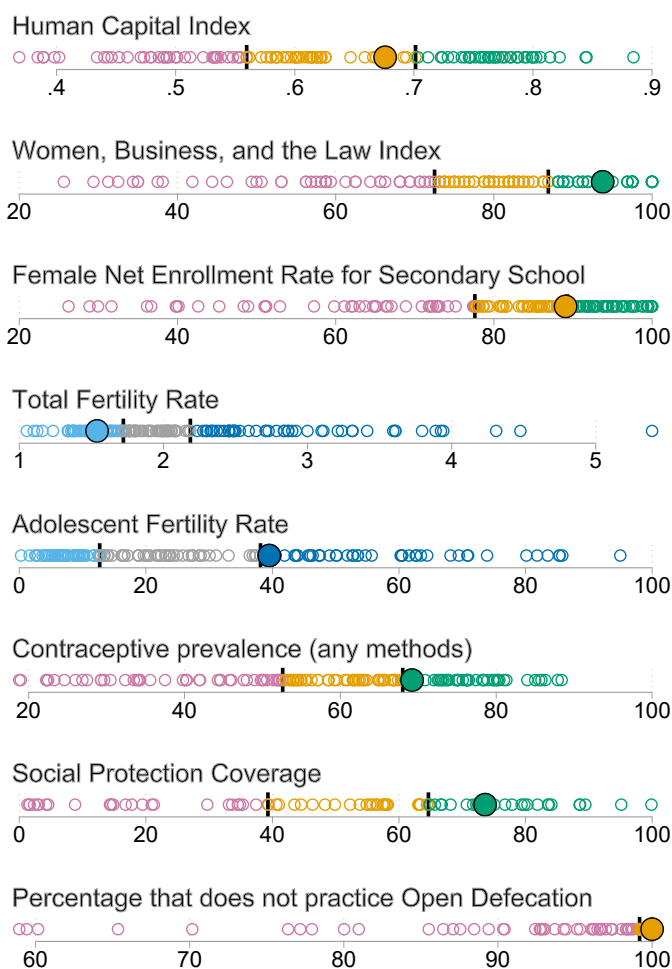 Human Capital Index
.4 .5 .6 .7 .8 .9
Women, Business, and the Law Index
20 40 60 80 100
Female Net Enrollment Rate for Secondary School
20 40 60 80 100
Total Fertility Rate
1 2 3 4 5
Adolescent Fertility Rate
0 20 40 60 80 100
Contraceptive prevalence (any methods)
20 40 60 80 100
Social Protection Coverage
0 20 40 60 80 100
Percentage that does not practice Open Defecation
60 70 80 90 100